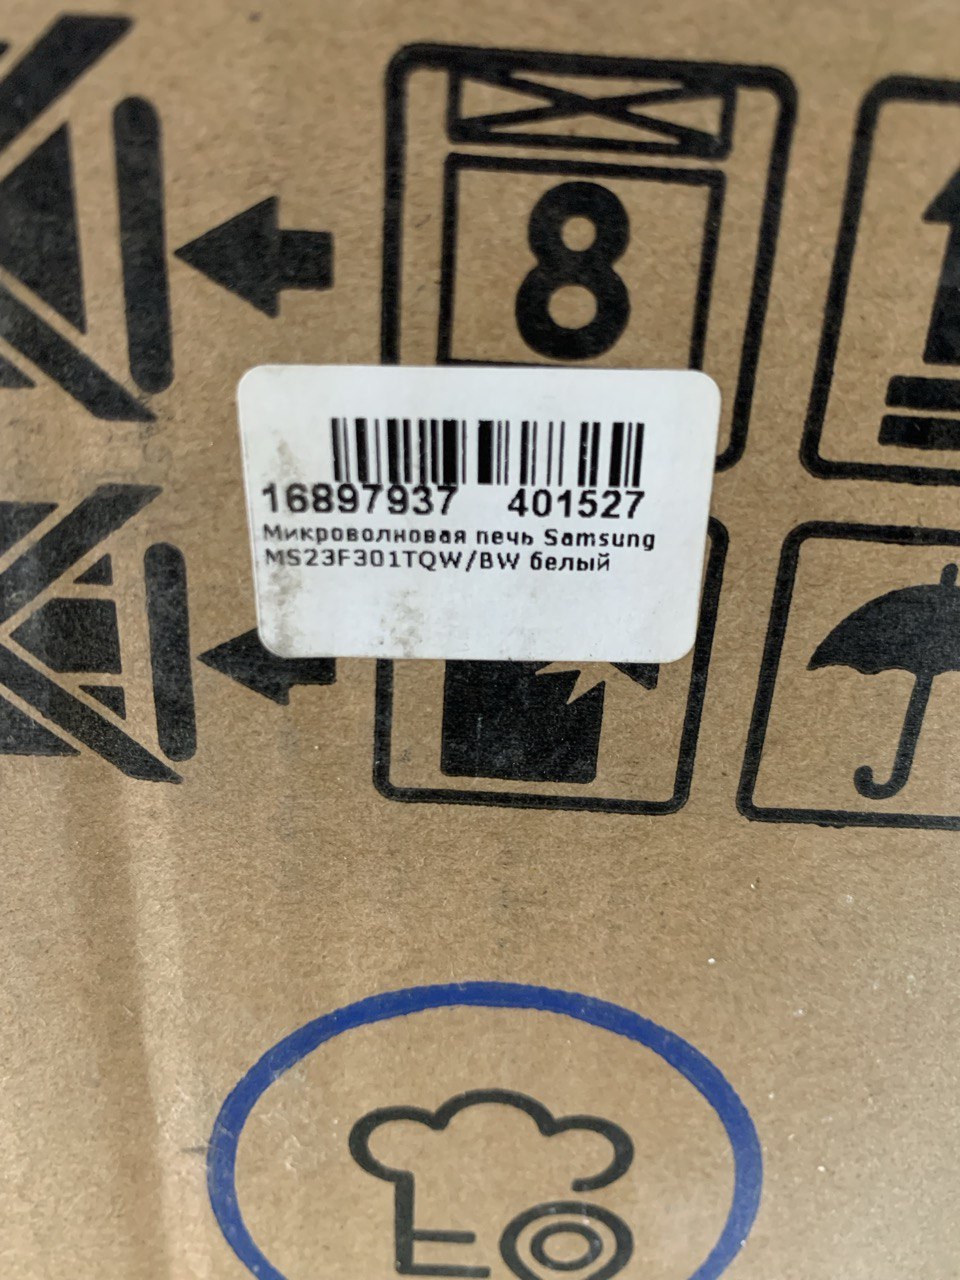 8
16897937 401527
Микроволновая печь Samsung
MS23F301TQW/BW белый